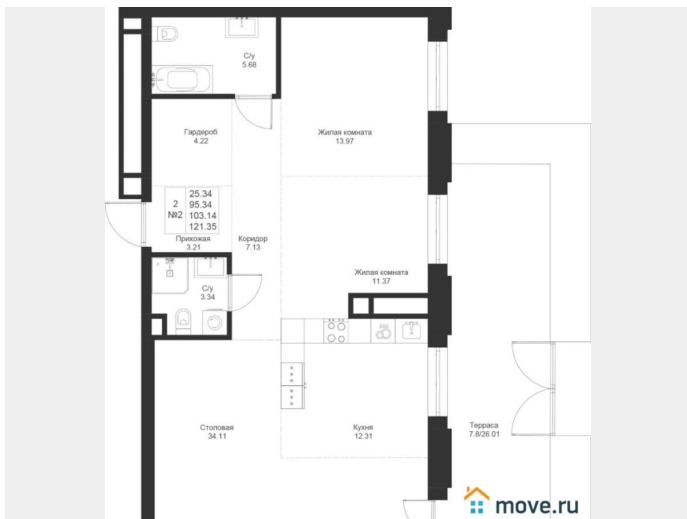 С/у
5.68
Гардероб
4.22
Жилая комната
13.97
2
№2
25.34
95.34
103.14
121.35
Прихожая
3.21
Коридор
7.13
Жилая комната
11.37
С/у
3.34
Столовая
34.11
Кухня
12.31
Терраса
7.8/26.01
move.ru